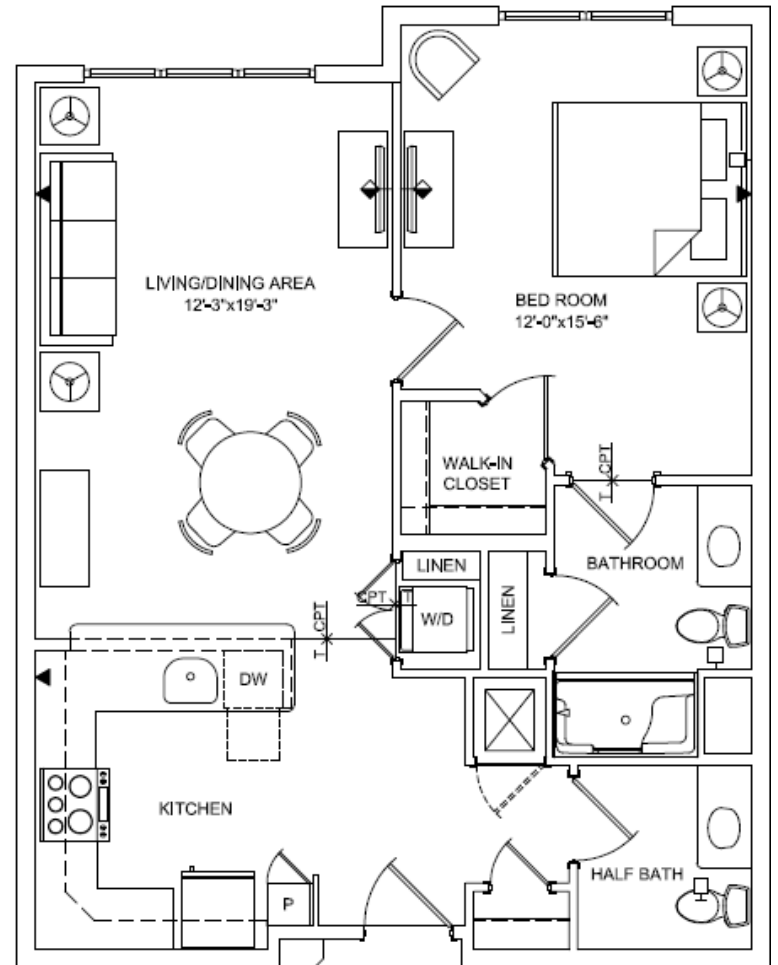 LIVING/DINING AREA
12'-3"x19'-3"
BED ROOM
12'-0"x15'-6"
WALK-IN
CLOSET
T CPT
BATHROOM
LINEN
CPT T
W/D
LINEN
T CPT
DW
KITCHEN
P
HALF BATH